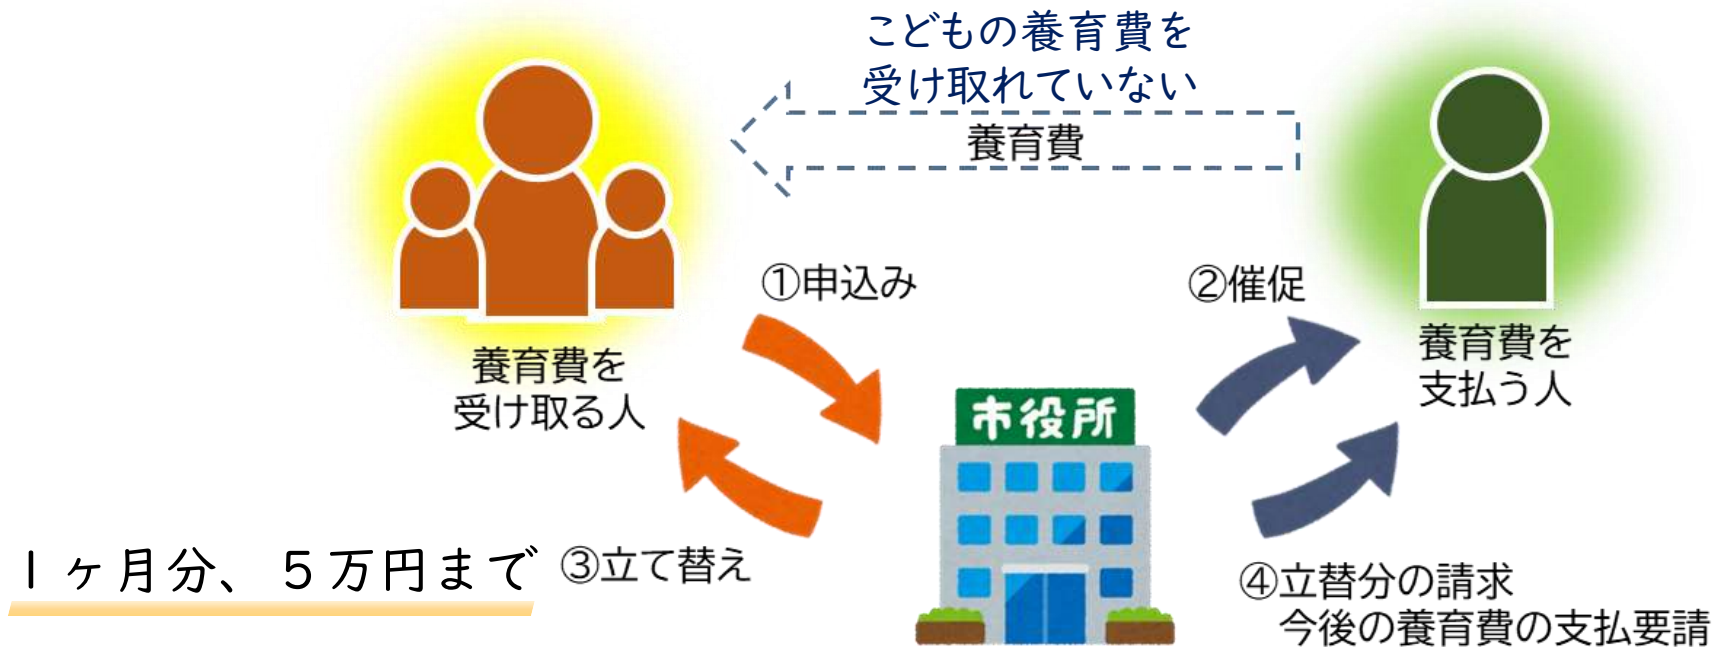 こどもの養育費を
受け取れていない
養育費
①申込み
②催促
養育費を
受け取る人
養育費を
支払う人
市役所
1ヶ月分、5万円まで
③立て替え
④立替分の請求
今後の養育費の支払要請